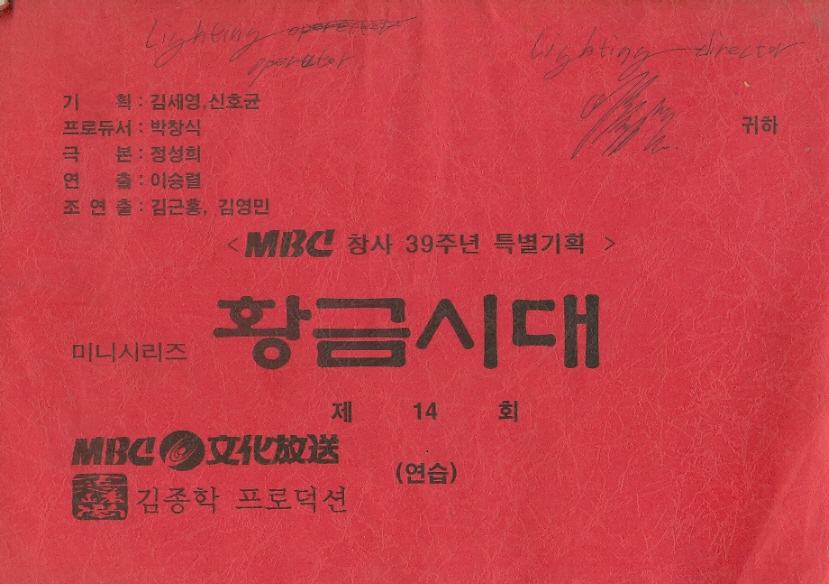 Lighting operator
operator
Lighting director
기 획 : 김세영, 신호균
프로듀서 : 박창식
귀하
극 본 : 정성희
연 출 : 이승렬
조 연 출 : 김근홍, 김영민
< MBC 창사 39주년 특별기획 >
미니시리즈 황금시대
제 14 회
MBC 文化放送
(연습)
김종학 프로덕션